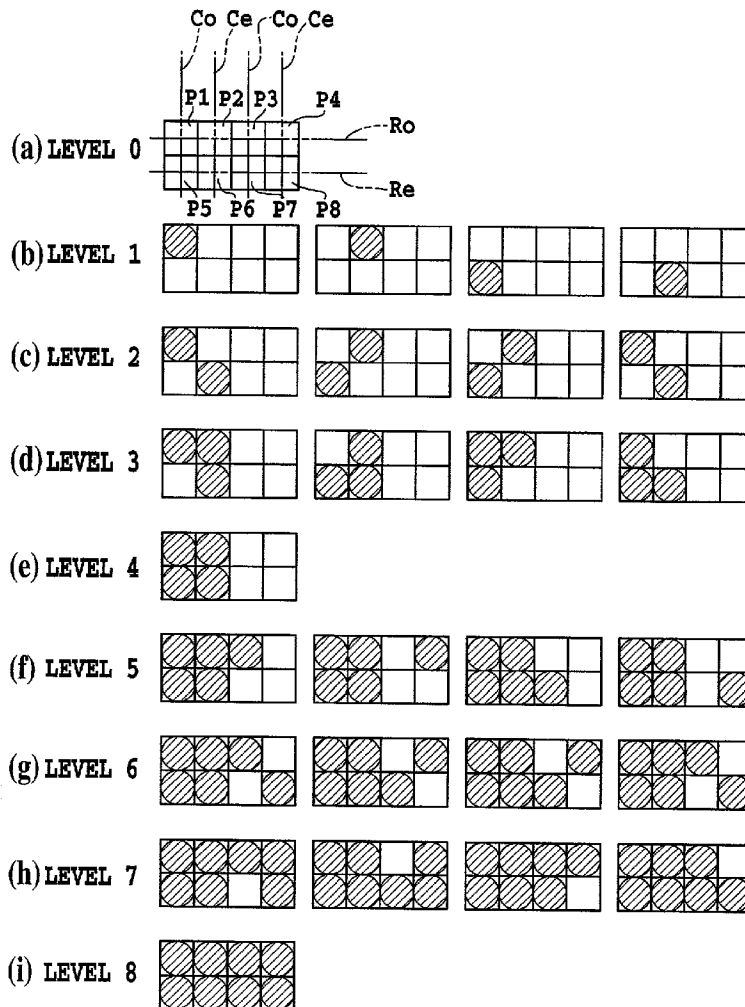 Co Ce Co Ce
P1 P2 P3 P4
Ro
(a) LEVEL 0
Re
P5 P6 P7 P8
(b) LEVEL 1
(c) LEVEL 2
(d) LEVEL 3
(e) LEVEL 4
(f) LEVEL 5
(g) LEVEL 6
(h) LEVEL 7
(i) LEVEL 8